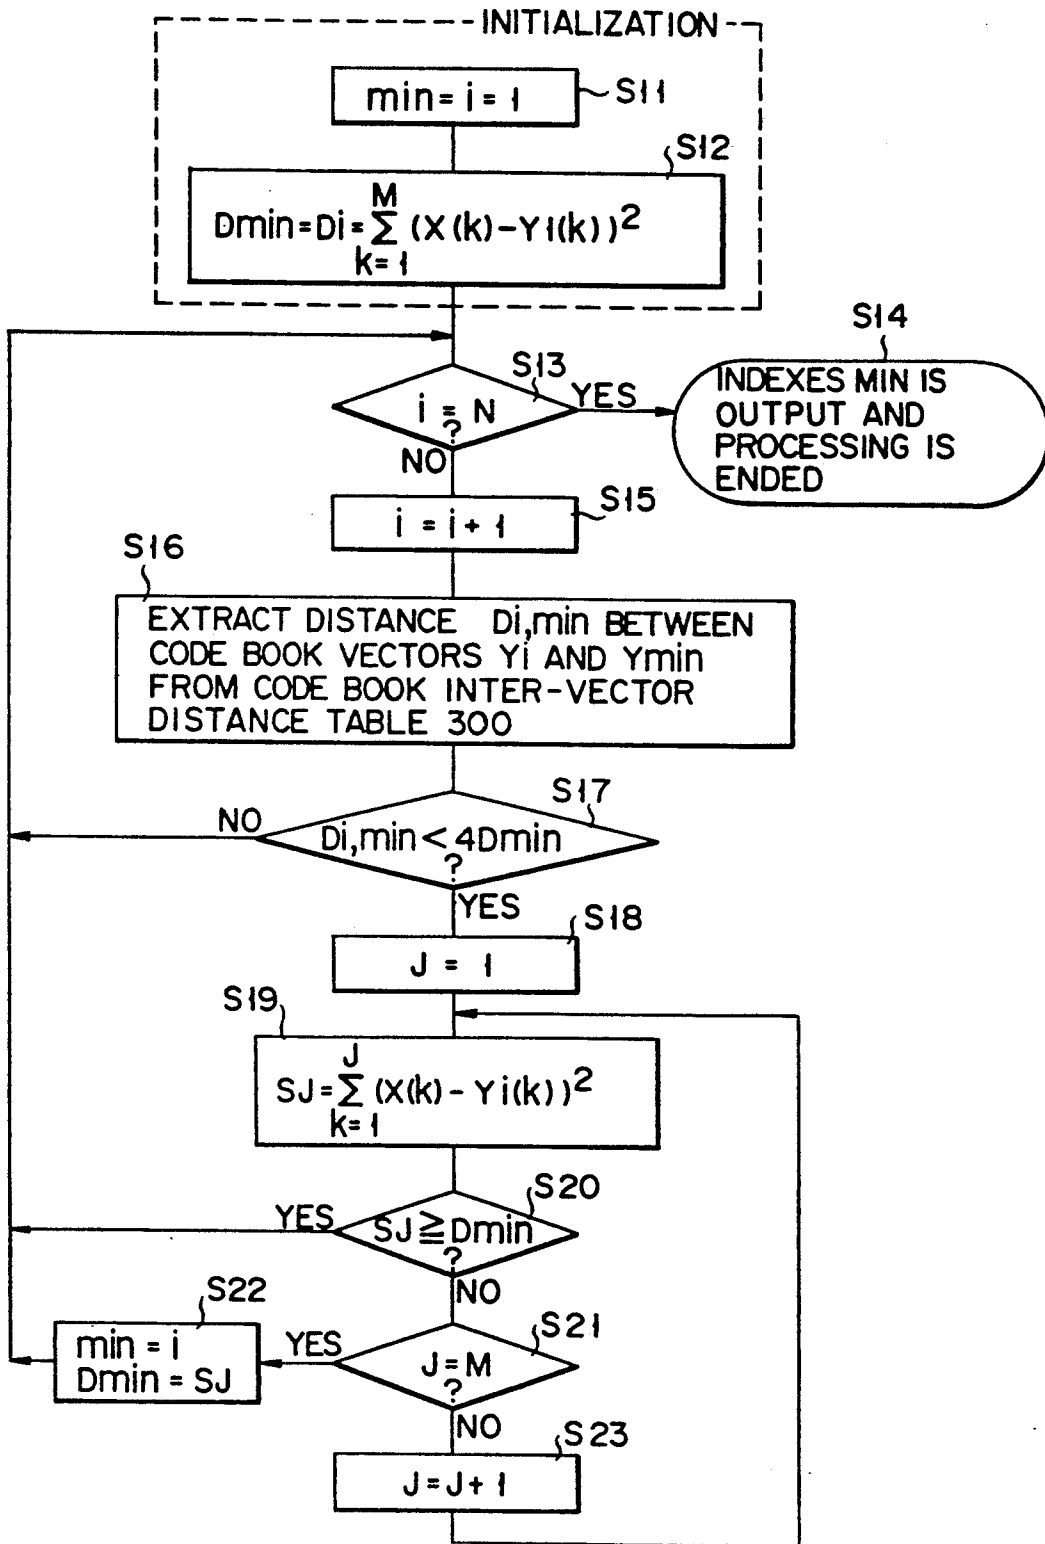 INITIALIZATION
min = i = 1
S11
S12
M
Dmin = Di = Σ (X(k) - Y1(k))2
k = 1
S14
S13
i = N
?
YES
INDEXES MIN IS
OUTPUT AND
PROCESSING IS
ENDED
NO
S15
i = i + 1
S16
EXTRACT DISTANCE Di,min BETWEEN
CODE BOOK VECTORS Yi AND Ymin
FROM CODE BOOK INTER-VECTOR
DISTANCE TABLE 300
S17
NO
Di,min < 4Dmin
?
YES
S18
J = 1
S19
J
SJ = Σ (X(k) - Yi(k))2
k = 1
S20
YES
SJ ≧ Dmin
?
NO
S22
min = i
Dmin = SJ
YES
S21
J = M
?
NO
S23
J = J + 1